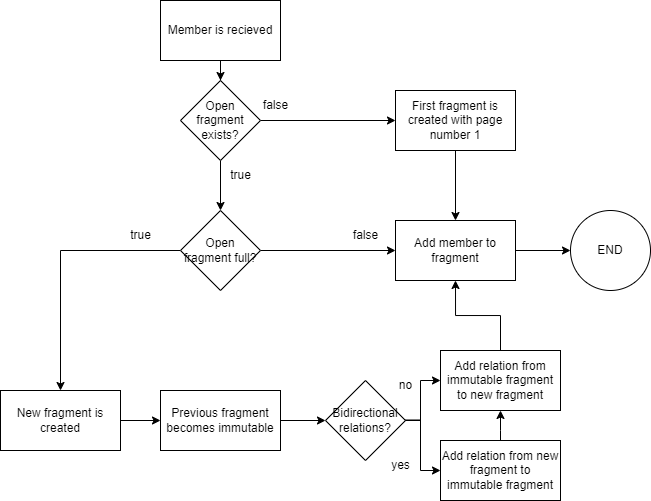 Member is recieved
Open
fragment
exists?
false
First fragment is
created with page
number 1
true
true
Open
fragment full?
false
Add member to
fragment
END
New fragment is
created
Previous fragment
becomes immutable
Bidirectional
relations?
no
Add relation from
immutable fragment
to new fragment
yes
Add relation from new
fragment to
immutable fragment